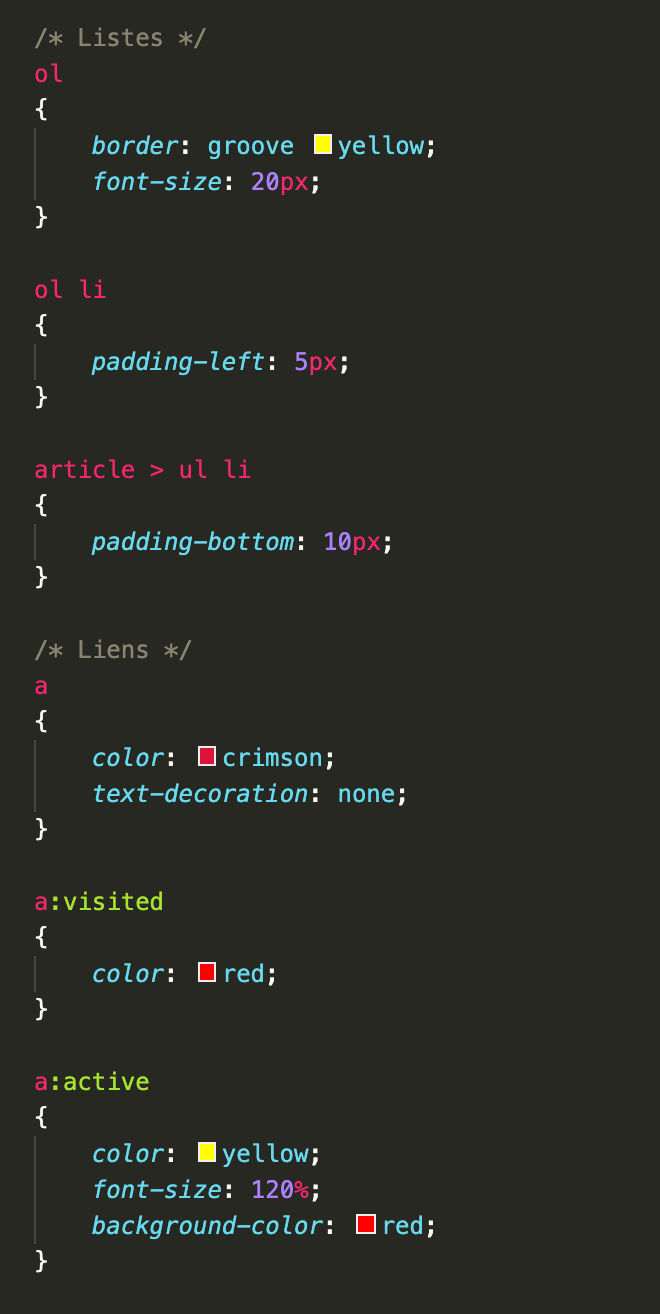 /* Listes */
ol
{
    border: groove yellow;
    font-size: 20px;
}

ol li
{
    padding-left: 5px;
}

article > ul li
{
    padding-bottom: 10px;
}

/* Liens */
a
{
    color: crimson;
    text-decoration: none;
}

a:visited
{
    color: red;
}

a:active
{
    color: yellow;
    font-size: 120%;
    background-color: red;
}